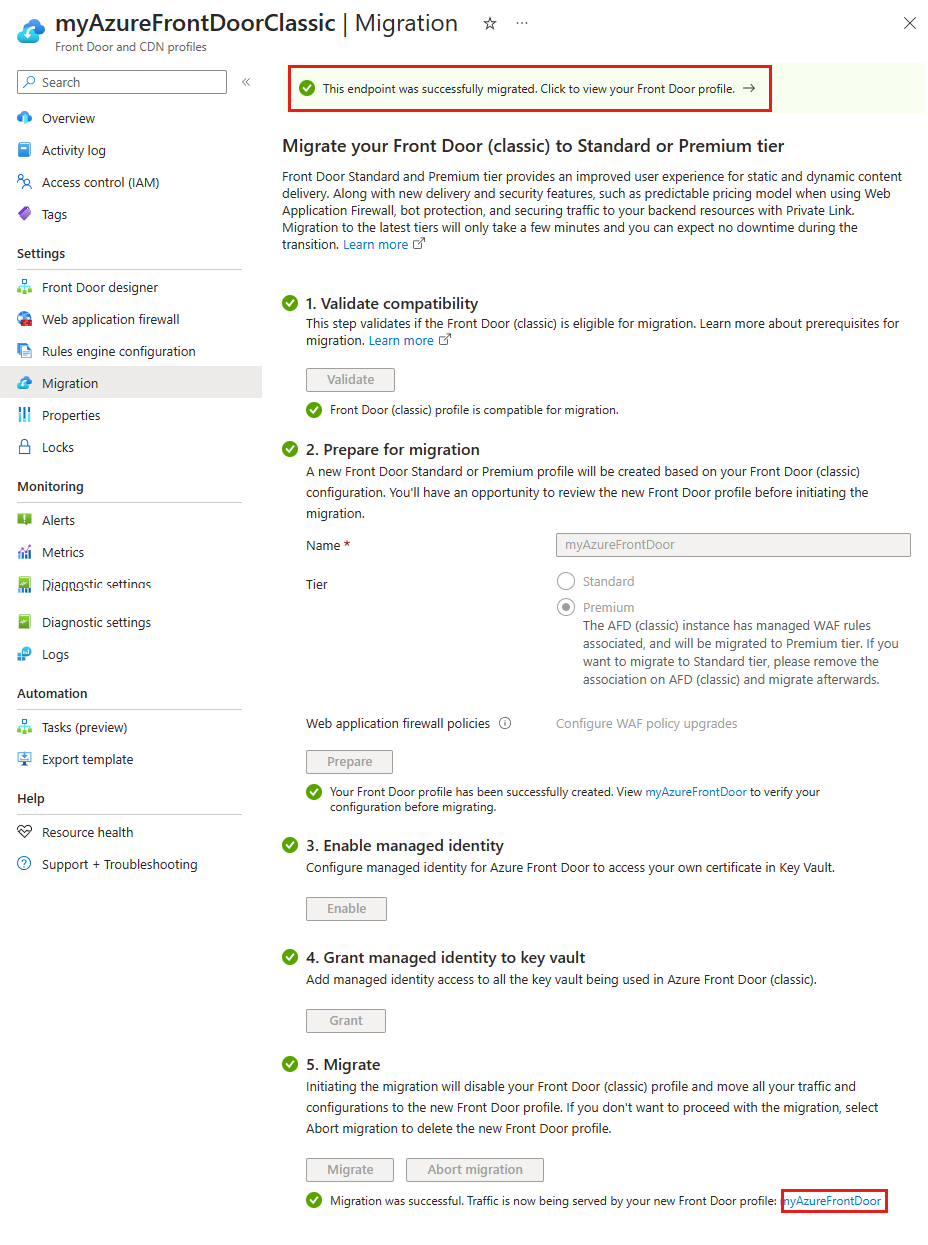 myAzureFrontDoorClassic | Migration
Front Door and CDN profiles
Search
Overview
Activity log
Access control (IAM)
Tags
Settings
Front Door designer
Web application firewall
Rules engine configuration
Migration
Properties
Locks
Monitoring
Alerts
Metrics
Diagnostic settings
Diagnostic settings
Logs
Automation
Tasks (preview)
Export template
Help
Resource health
Support + Troubleshooting
This endpoint was successfully migrated. Click to view your Front Door profile.
Migrate your Front Door (classic) to Standard or Premium tier
Front Door Standard and Premium tier provides an improved user experience for static and dynamic content
delivery. Along with new delivery and security features, such as predictable pricing model when using Web
Application Firewall, bot protection, and securing traffic to your backend resources with Private Link.
Migration to the latest tiers will only take a few minutes and you can expect no downtime during the
transition. Learn more
1. Validate compatibility
This step validates if the Front Door (classic) is eligible for migration. Learn more about prerequisites for
migration. Learn more
Validate
Front Door (classic) profile is compatible for migration.
2. Prepare for migration
A new Front Door Standard or Premium profile will be created based on your Front Door (classic)
configuration. You'll have an opportunity to review the new Front Door profile before initiating the
migration.
Name * myAzureFrontDoor
Tier Standard
Premium
The AFD (classic) instance has managed WAF rules
associated, and will be migrated to Premium tier. If you
want to migrate to Standard tier, please remove the
association on AFD (classic) and migrate afterwards.
Web application firewall policies Configure WAF policy upgrades
Prepare
Your Front Door profile has been successfully created. View myAzureFrontDoor to verify your
configuration before migrating.
3. Enable managed identity
Configure managed identity for Azure Front Door to access your own certificate in Key Vault.
Enable
4. Grant managed identity to key vault
Add managed identity access to all the key vault being used in Azure Front Door (classic).
Grant
5. Migrate
Initiating the migration will disable your Front Door (classic) profile and move all your traffic and
configurations to the new Front Door profile. If you don't want to proceed with the migration, select
Abort migration to delete the new Front Door profile.
Migrate Abort migration
Migration was successful. Traffic is now being served by your new Front Door profile: myAzureFrontDoor